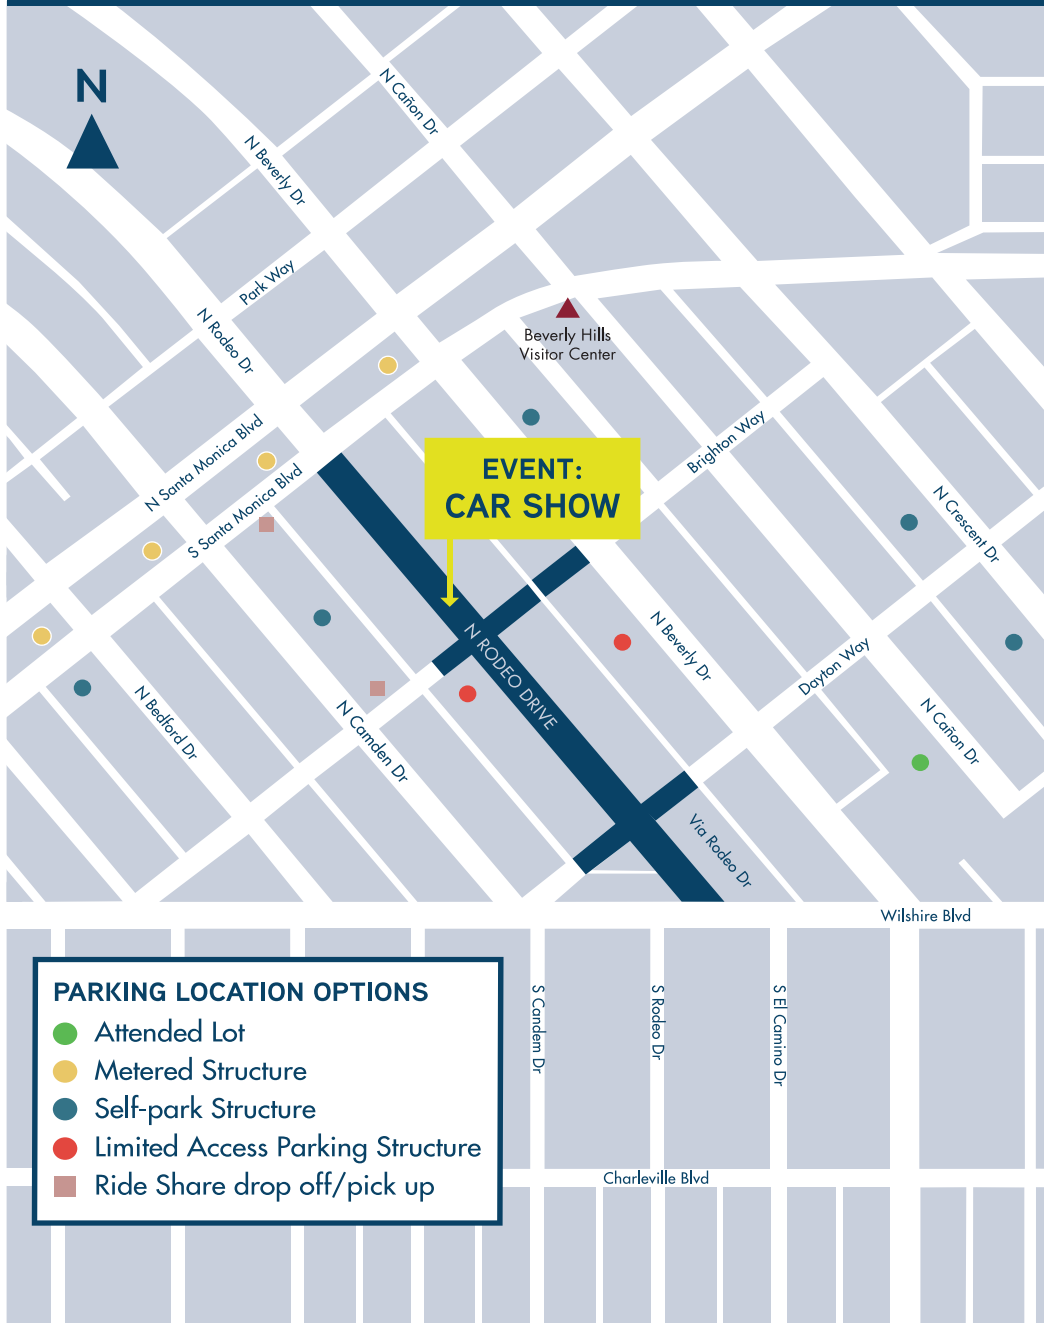 N
N Cañon Dr
N Beverly Dr
Park Way
N Rodeo Dr
Beverly Hills
Visitor Center
N Santa Monica Blvd
S Santa Monica Blvd
EVENT:
CAR SHOW
Brighton Way
N Crescent Dr
N RODEO DRIVE
N Beverly Dr
Dayton Way
N Bedford Dr
N Camden Dr
N Cañon Dr
Via Rodeo Dr
Wilshire Blvd
S Candem Dr
S Rodeo Dr
S El Camino Dr
PARKING LOCATION OPTIONS
Attended Lot
Metered Structure
Self-park Structure
Limited Access Parking Structure
Ride Share drop off/pick up
Charleville Blvd